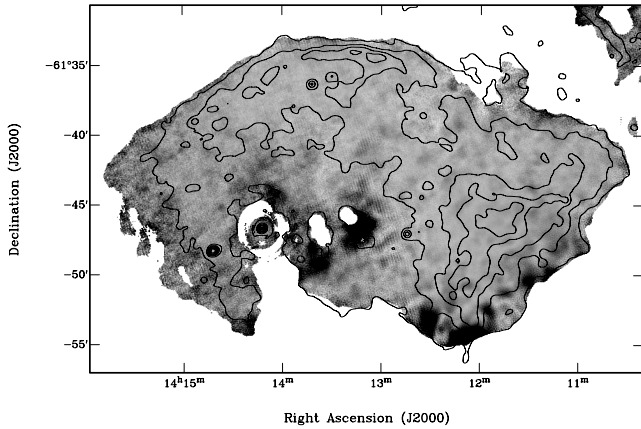 Declination (J2000)
−61°35′
−40′
−45′
−50′
−55′
14ʰ15ᵐ 14ᵐ 13ᵐ 12ᵐ 11ᵐ
Right Ascension (J2000)